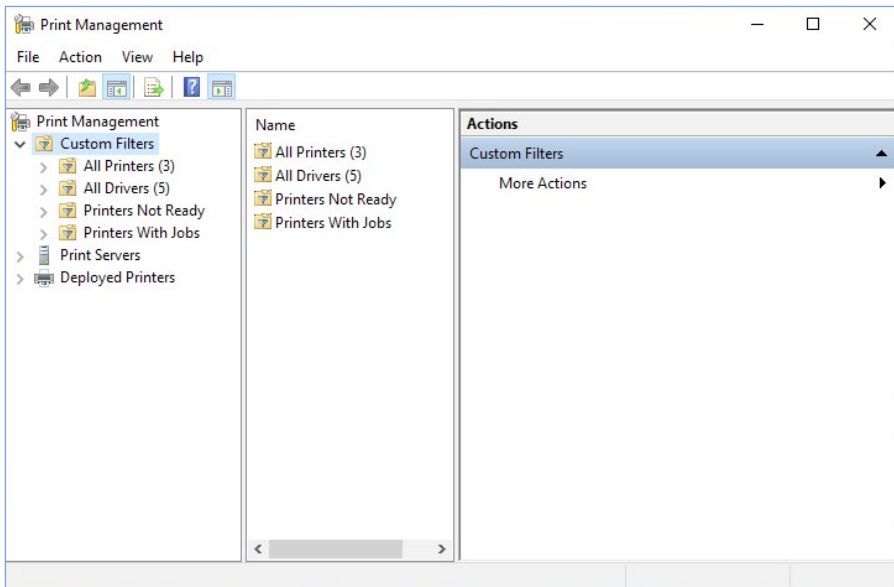 Print Management
File Action View Help
Print Management
Custom Filters
All Printers (3)
All Drivers (5)
Printers Not Ready
Printers With Jobs
Print Servers
Deployed Printers
Name
All Printers (3)
All Drivers (5)
Printers Not Ready
Printers With Jobs
Actions
Custom Filters
More Actions